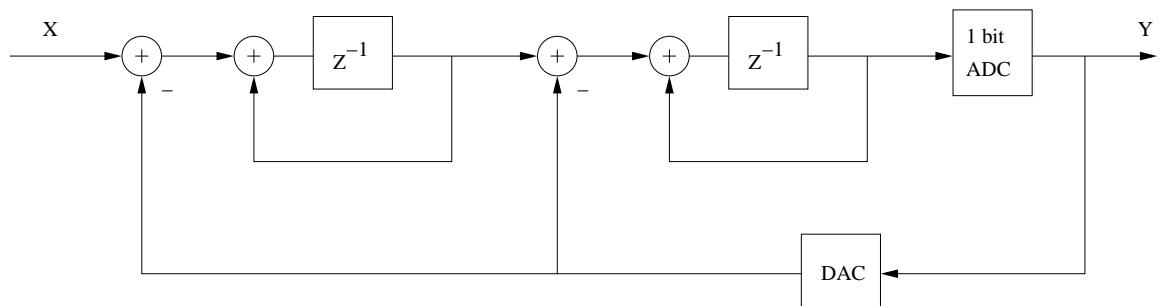 X
+
+
Z⁻¹
+
+
Z⁻¹
1 bit
ADC
Y
−
−
DAC